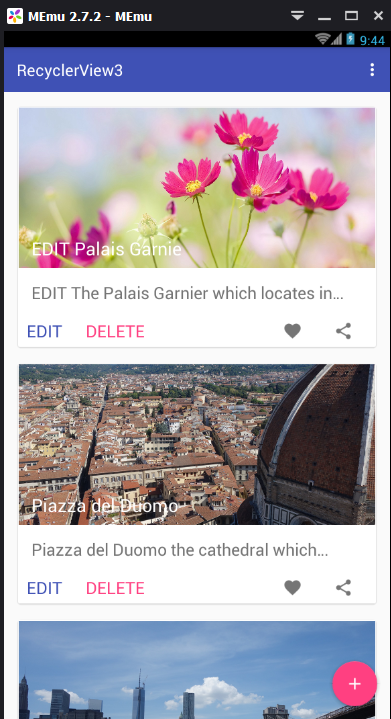 MEmu 2.7.2 - MEmu
9:44
RecyclerView3
EDIT Palais Garnie
EDIT The Palais Garnier which locates in...
EDIT DELETE
Piazza del Duomo
Piazza del Duomo the cathedral which...
EDIT DELETE